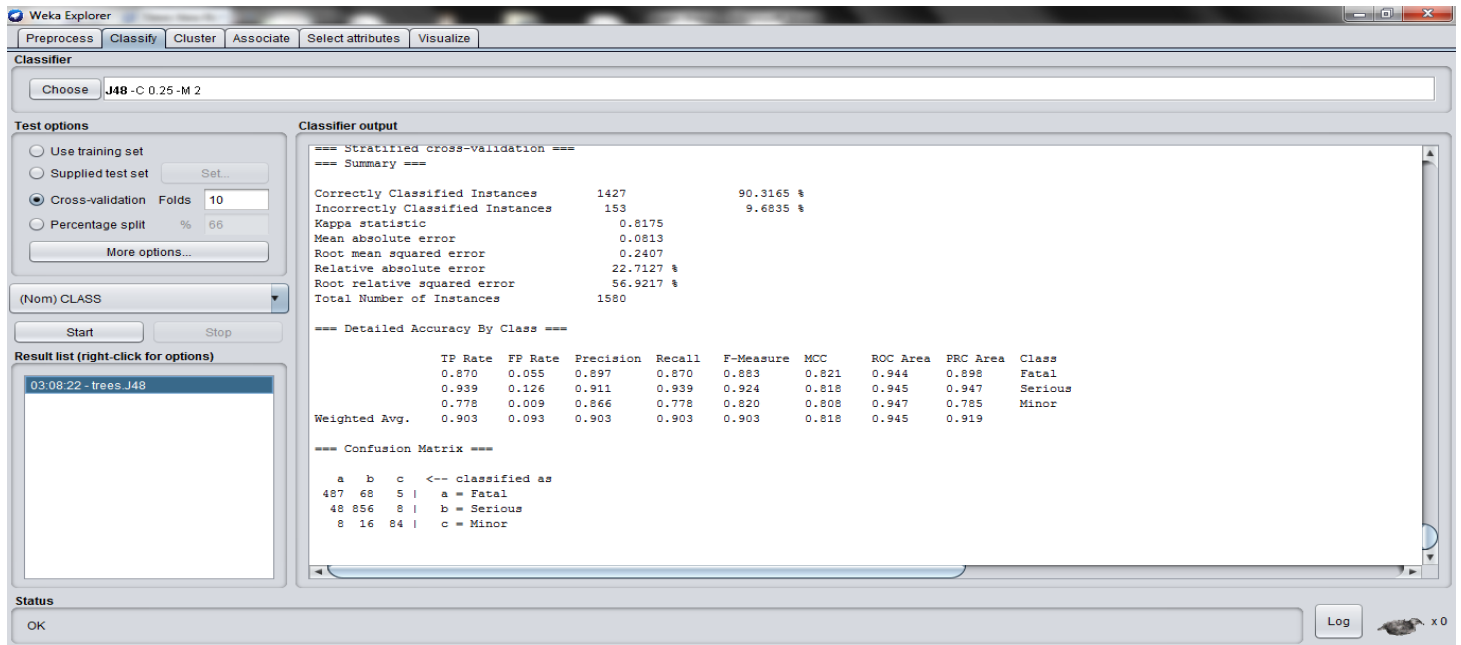 Weka Explorer
Preprocess Classify Cluster Associate Select attributes Visualize
Classifier
Choose J48 -C 0.25 -M 2
Test options
Use training set
Supplied test set Set...
Cross-validation Folds 10
Percentage split % 66
More options...
(Nom) CLASS
Start Stop
Result list (right-click for options)
03:08:22 - trees.J48
Classifier output
=== Stratified cross-validation ===
=== Summary ===
Correctly Classified Instances 1427 90.3165 %
Incorrectly Classified Instances 153 9.6835 %
Kappa statistic 0.8175
Mean absolute error 0.0813
Root mean squared error 0.2407
Relative absolute error 22.7127 %
Root relative squared error 56.9217 %
Total Number of Instances 1580
=== Detailed Accuracy By Class ===
TP Rate FP Rate Precision Recall F-Measure MCC ROC Area PRC Area Class
0.870 0.055 0.897 0.870 0.883 0.821 0.944 0.898 Fatal
0.939 0.126 0.911 0.939 0.924 0.818 0.945 0.947 Serious
0.778 0.009 0.866 0.778 0.820 0.808 0.947 0.785 Minor
Weighted Avg. 0.903 0.093 0.903 0.903 0.903 0.818 0.945 0.919
=== Confusion Matrix ===
a b c <-- classified as
487 68 5 | a = Fatal
48 856 8 | b = Serious
8 16 84 | c = Minor
Status
OK
Log x 0